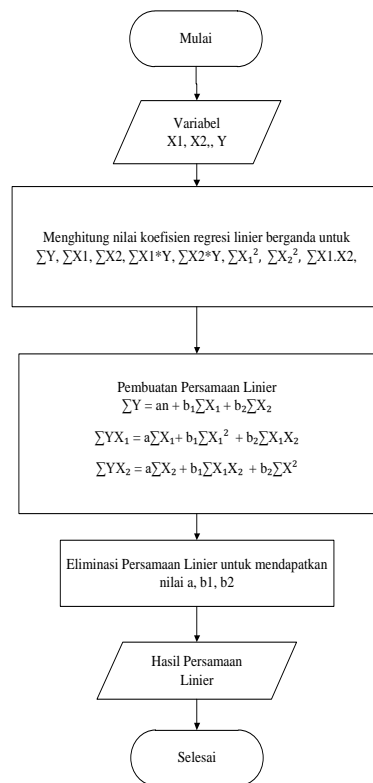 Mulai
Variabel
X1, X2,, Y
Menghitung nilai koefisien regresi linier berganda untuk
∑Y, ∑X1, ∑X2, ∑X1*Y, ∑X2*Y, ∑X₁², ∑X₂², ∑X1.X2,
Pembuatan Persamaan Linier
∑Y = an + b₁∑X₁ + b₂∑X₂
∑YX₁ = a∑X₁+ b₁∑X₁² + b₂∑X₁X₂
∑YX₂ = a∑X₂ + b₁∑X₁X₂ + b₂∑X²
Eliminasi Persamaan Linier untuk mendapatkan
nilai a, b1, b2
Hasil Persamaan
Linier
Selesai